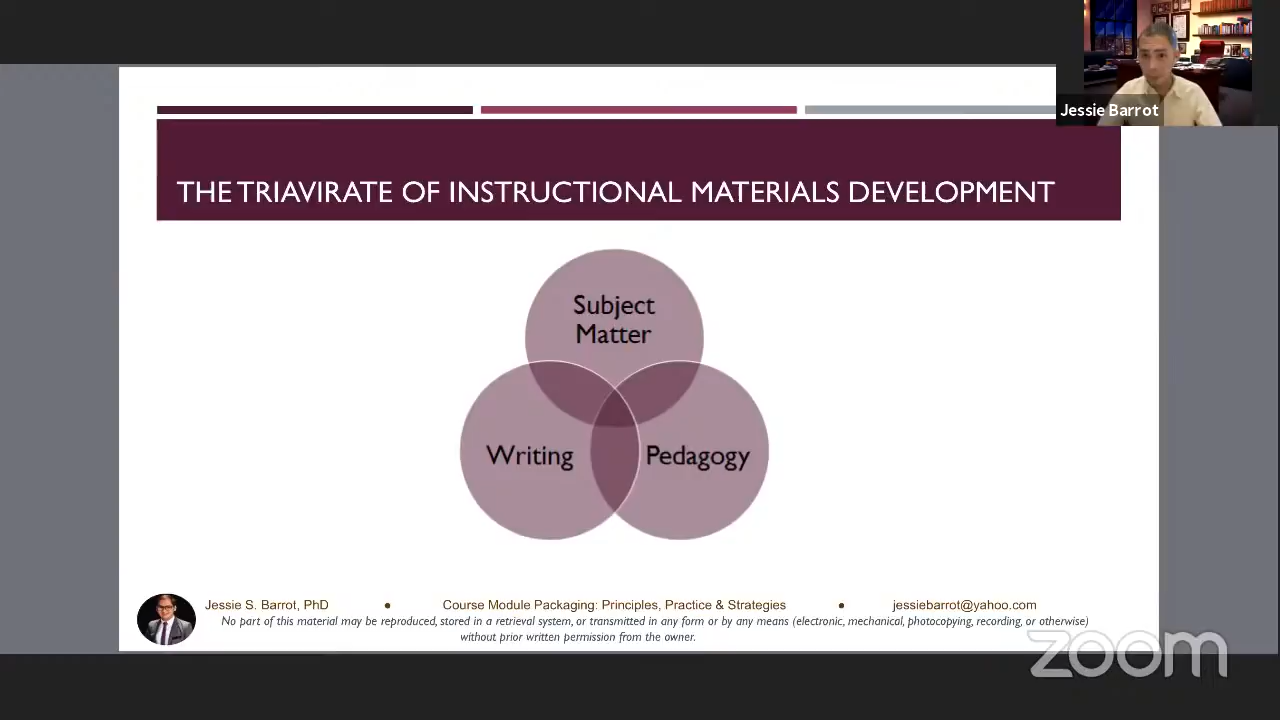 Jessie Barrot
THE TRIAVIRATE OF INSTRUCTIONAL MATERIALS DEVELOPMENT
Subject
Matter
Writing
Pedagogy
Jessie S. Barrot, PhD • Course Module Packaging: Principles, Practice & Strategies • jessiebarrot@yahoo.com
No part of this material may be reproduced, stored in a retrieval system, or transmitted in any form or by any means (electronic, mechanical, photocopying, recording, or otherwise)
without prior written permission from the owner.
zoom